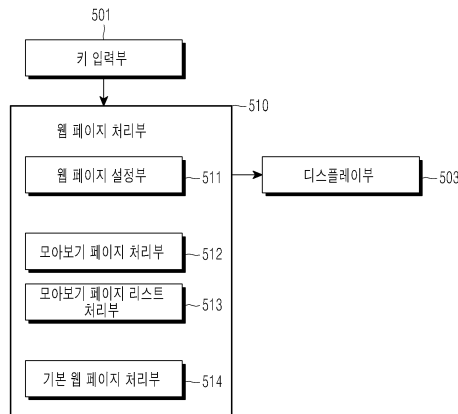 501
키 입력부
510
웹 페이지 처리부
웹 페이지 설정부
511
디스플레이부
503
모아보기 페이지 처리부
512
모아보기 페이지 리스트
처리부
513
기본 웹 페이지 처리부
514